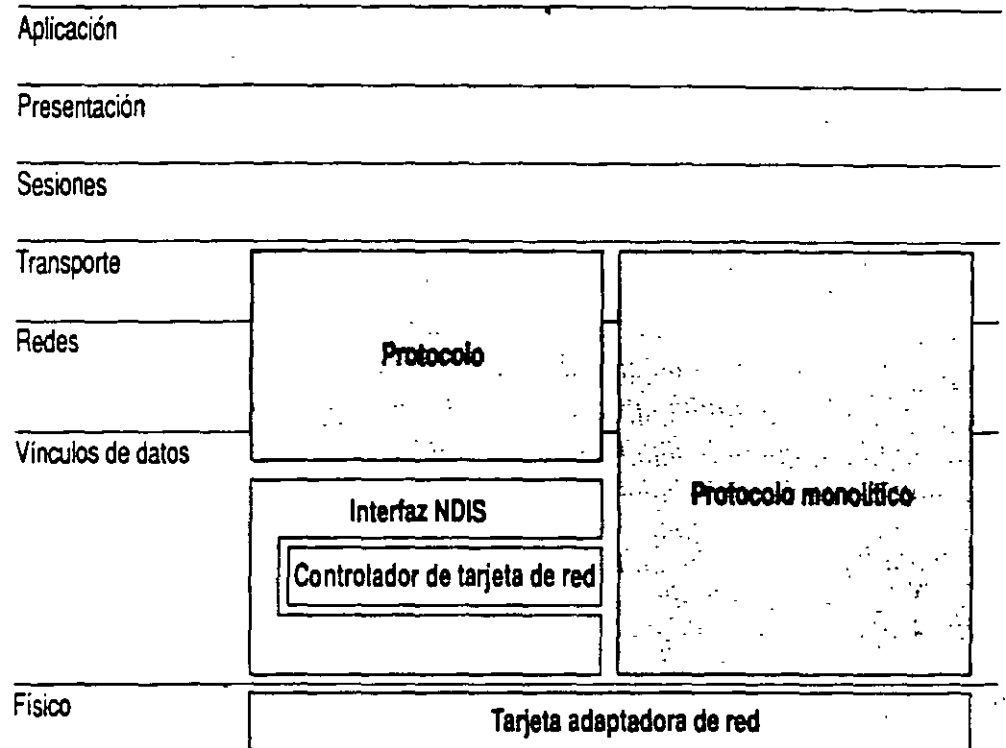 Aplicación
Presentación
Sesiones
Transporte
Redes
Protocolo
Vínculos de datos
Protocolo monolítico
Interfaz NDIS
Controlador de tarjeta de red
Físico
Tarjeta adaptadora de red